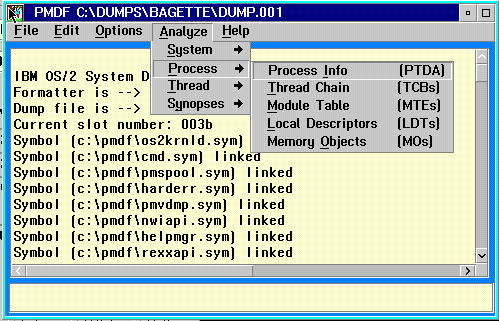 PMDF C:\DUMPS\BAGETTE\DUMP.001
File Edit Options Analyze Help
System
Process
Thread
Synopses
Process Info (PTDA)
Thread Chain (TCBs)
Module Table (MTEs)
Local Descriptors (LDTs)
Memory Objects (MOs)
IBM OS/2 System D
Formatter is -->
Dump file is -->
Current slot number: 003b
Symbol (c:\pmdf\os2krnld.sym) linked
Symbol (c:\pmdf\cmd.sym) linked
Symbol (c:\pmdf\pmspool.sym) linked
Symbol (c:\pmdf\harderr.sym) linked
Symbol (c:\pmdf\pmvdmp.sym) linked
Symbol (c:\pmdf\nwiapi.sym) linked
Symbol (c:\pmdf\helpmgr.sym) linked
Symbol (c:\pmdf\rexxapi.sym) linked